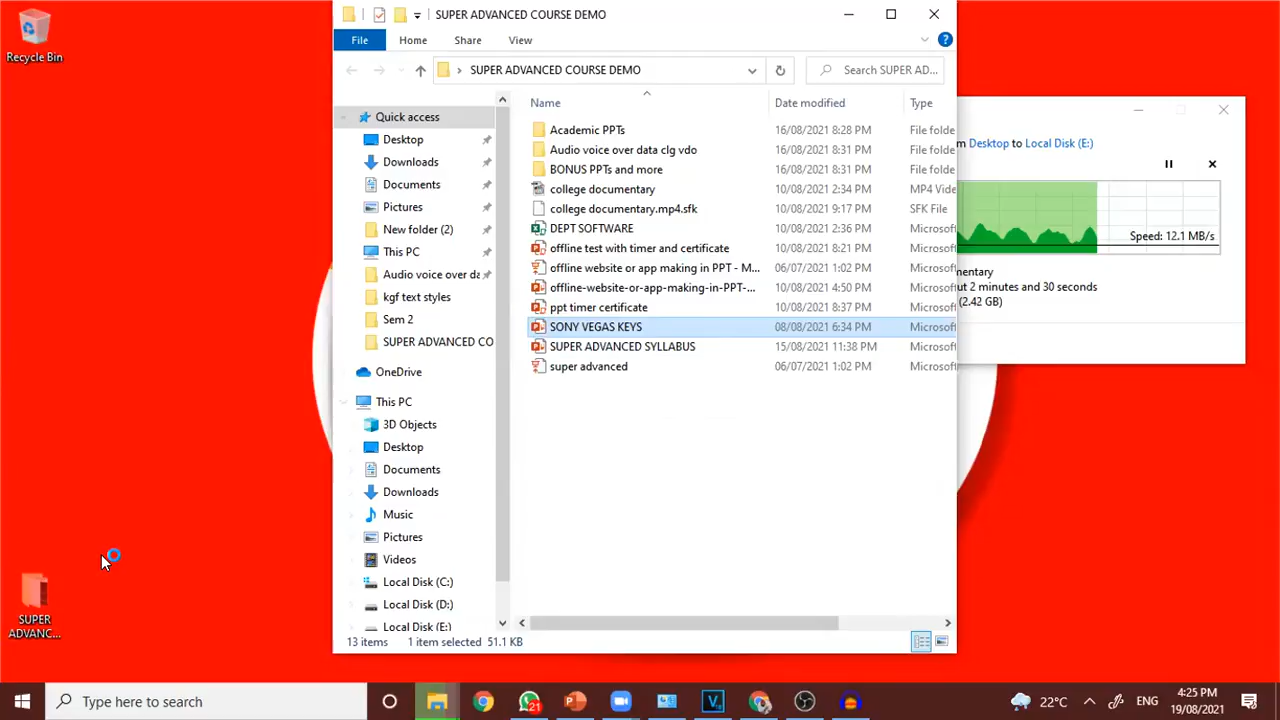 Recycle Bin
SUPER ADVANCED COURSE DEMO
File Home Share View
SUPER ADVANCED COURSE DEMO
Search SUPER AD...
Name Date modified Type
Quick access
Desktop
Downloads
Documents
Pictures
New folder (2)
This PC
Audio voice over da
kgf text styles
Sem 2
SUPER ADVANCED CO
OneDrive
This PC
3D Objects
Desktop
Documents
Downloads
Music
Pictures
Videos
Local Disk (C:)
Local Disk (D:)
Local Disk (E:)
Academic PPTs 16/08/2021 8:28 PM File folde
Audio voice over data clg vdo 16/08/2021 8:31 PM File folde
BONUS PPTs and more 16/08/2021 8:31 PM File folde
college documentary 10/08/2021 2:34 PM MP4 Vide
college documentary.mp4.sfk 10/08/2021 9:17 PM SFK File
DEPT SOFTWARE 10/08/2021 2:36 PM Microsoft
offline test with timer and certificate 10/08/2021 8:21 PM Microsoft
offline website or app making in PPT - M... 06/07/2021 1:02 PM Microsoft
offline-website-or-app-making-in-PPT-... 10/08/2021 4:50 PM Microsoft
ppt timer certificate 10/08/2021 8:37 PM Microsoft
SONY VEGAS KEYS 08/08/2021 6:34 PM Microsoft
SUPER ADVANCED SYLLABUS 15/08/2021 11:38 PM Microsoft
super advanced 06/07/2021 1:02 PM Microsoft
13 items 1 item selected 51.1 KB
m Desktop to Local Disk (E:)
Speed: 12.1 MB/s
nentary
ut 2 minutes and 30 seconds
(2.42 GB)
SUPER
ADVANC...
Type here to search
21
22°C
ENG
4:25 PM
19/08/2021